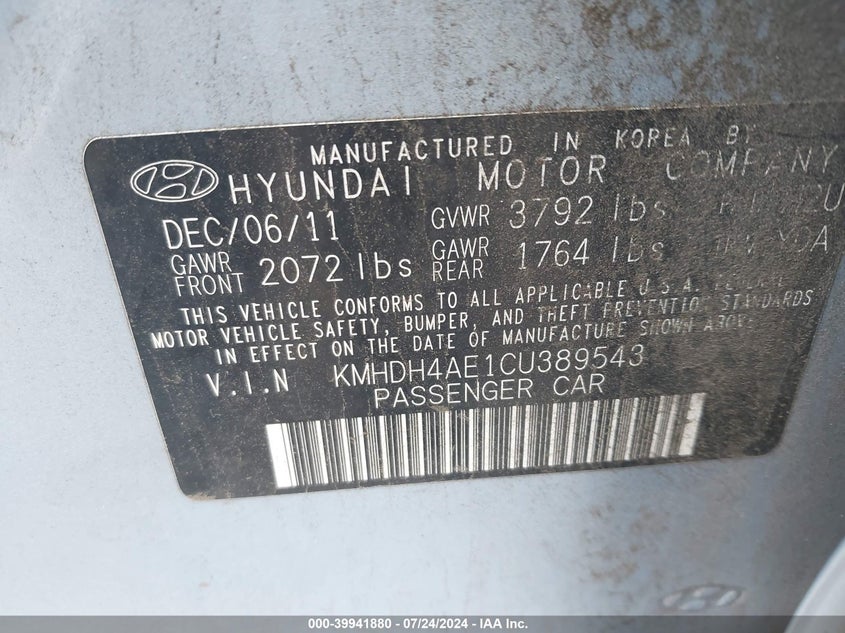 MANUFACTURED IN KOREA BY
HYUNDAI MOTOR COMPANY
DEC/06/11 GVWR 3792 lbs
GAWR FRONT 2072 lbs GAWR REAR 1764 lbs
THIS VEHICLE CONFORMS TO ALL APPLICABLE U.S.A. FEDERAL
MOTOR VEHICLE SAFETY, BUMPER, AND THEFT PREVENTION STANDARDS
IN EFFECT ON THE DATE OF MANUFACTURE SHOWN ABOVE
V.I.N KMHDH4AE1CU389543
PASSENGER CAR
000-39941880 / 07/24/2024 - IAA Inc.